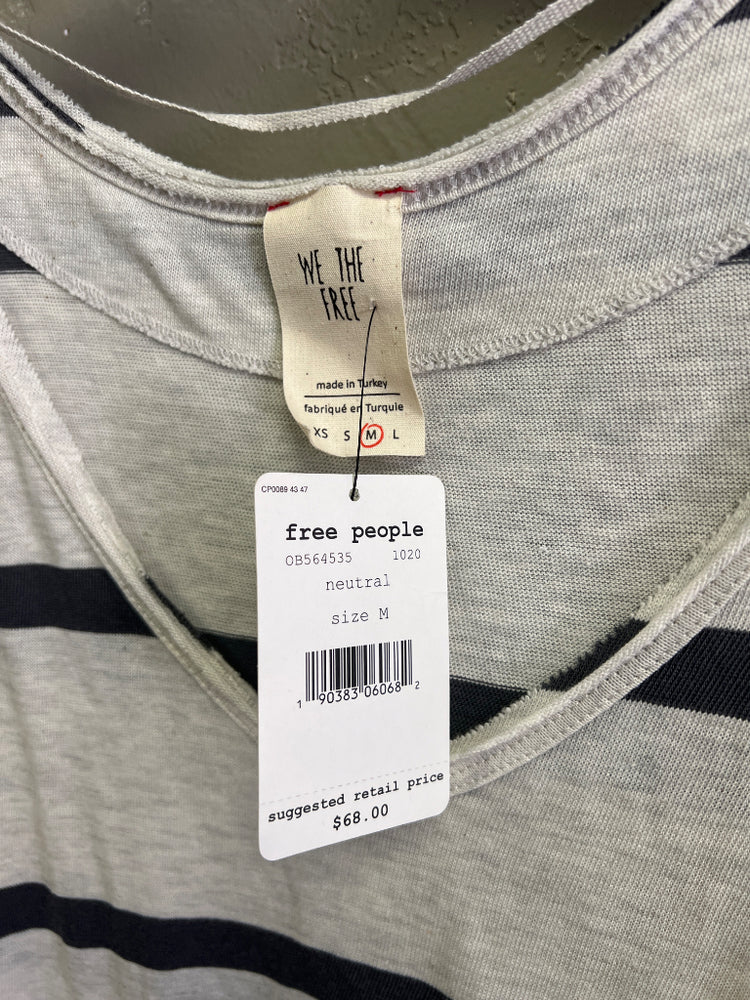 WE THE
FREE
made in Turkey
fabriqué en Turquie
XS S M L
CP0089 43 47
free people
OB564535 1020
neutral
size M
1 90383 06068 2
suggested retail price
$68.00